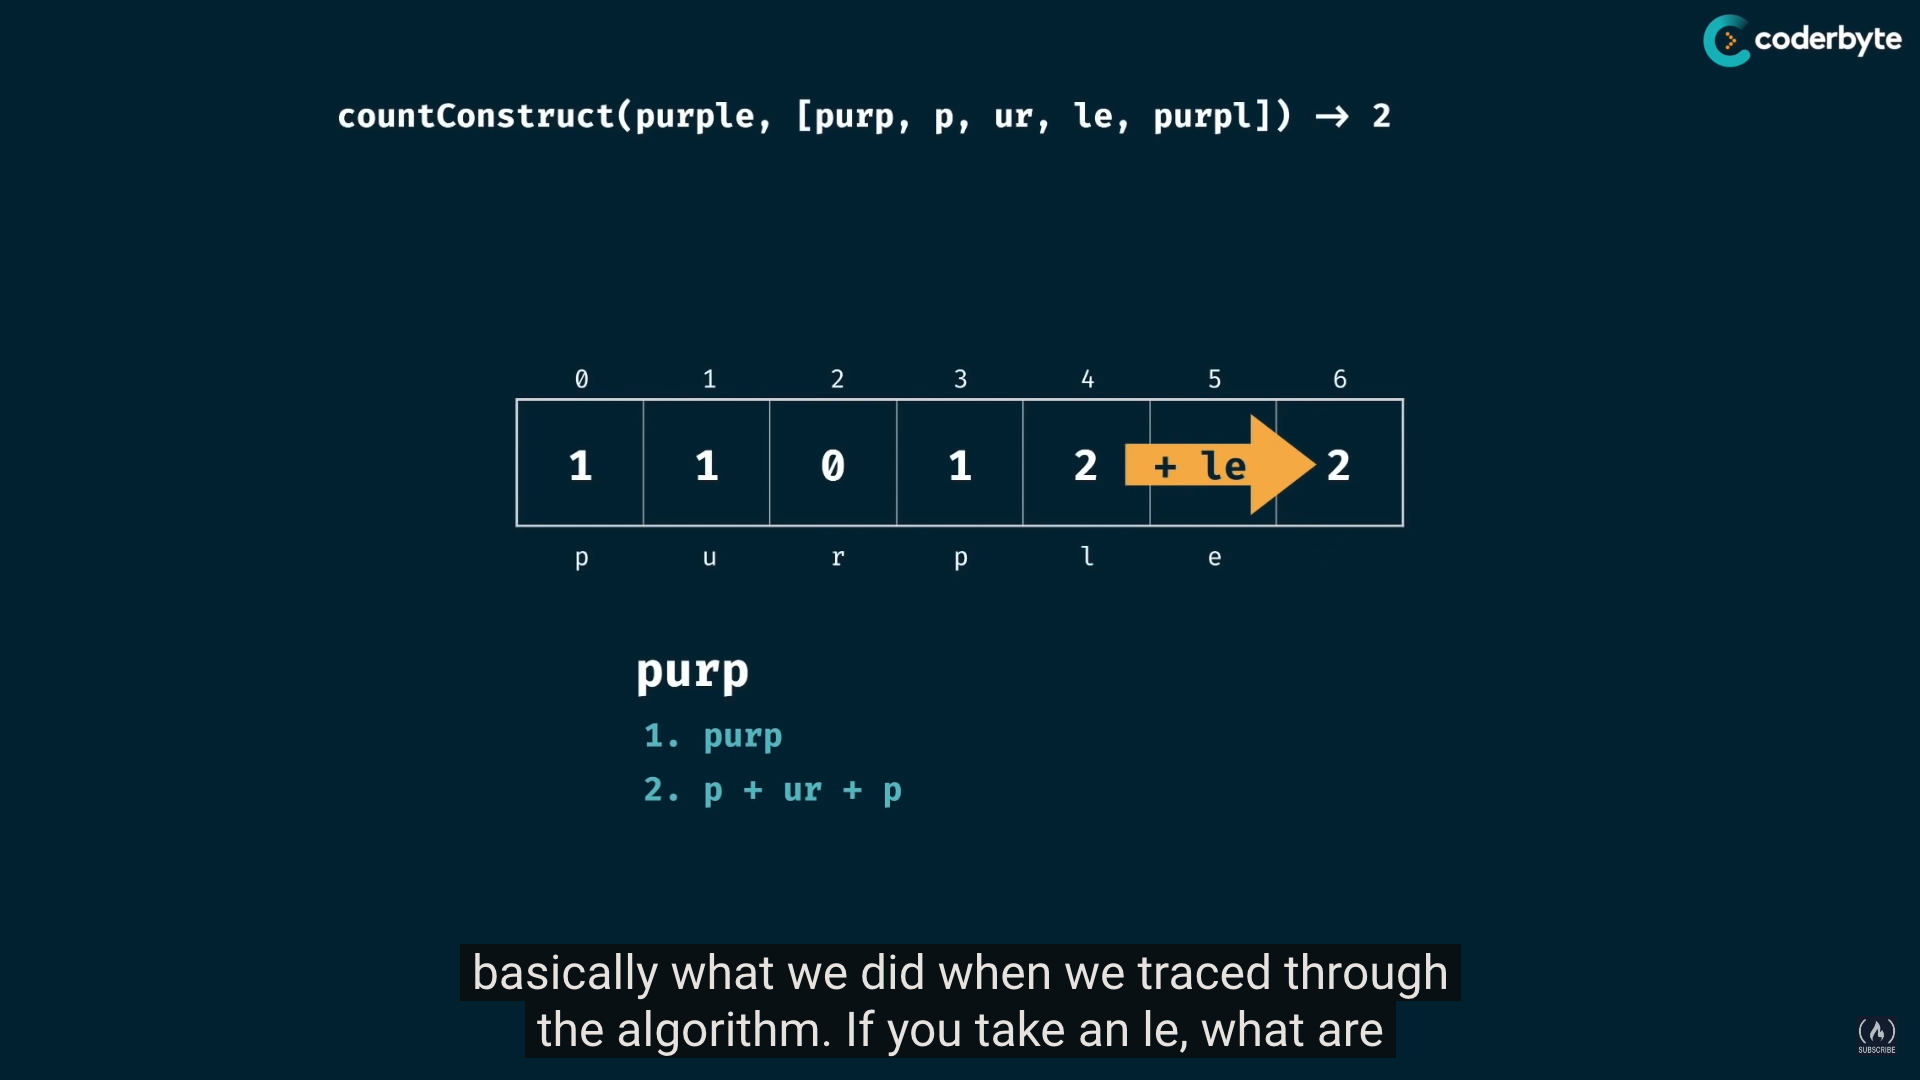 coderbyte
countConstruct(purple, [purp, p, ur, le, purpl]) → 2
0 1 2 3 4 5 6
1 1 0 1 2 + le 2
p u r p l e
purp
1. purp
2. p + ur + p
basically what we did when we traced through
the algorithm. If you take an le, what are
SUBSCRIBE